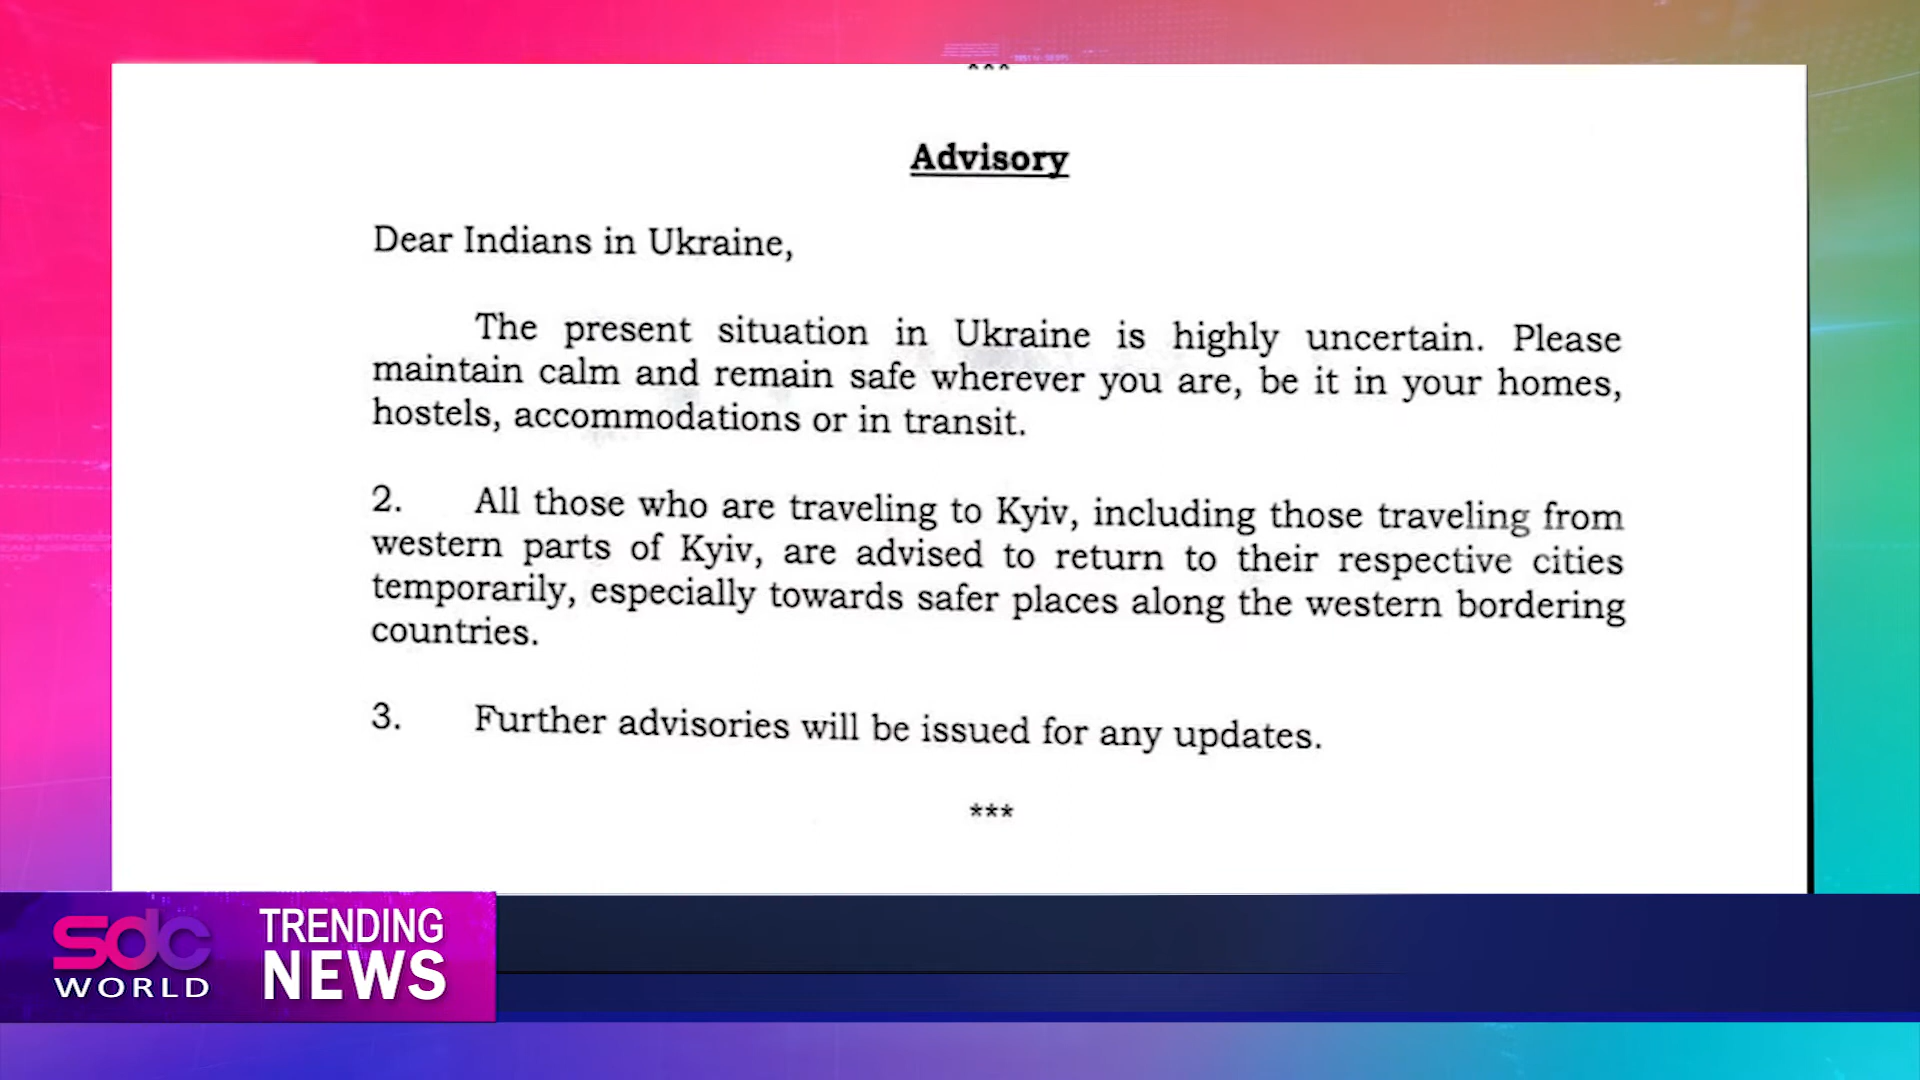 ***
Advisory
Dear Indians in Ukraine,
The present situation in Ukraine is highly uncertain. Please
maintain calm and remain safe wherever you are, be it in your homes,
hostels, accommodations or in transit.
2. All those who are traveling to Kyiv, including those traveling from
western parts of Kyiv, are advised to return to their respective cities
temporarily, especially towards safer places along the western bordering
countries.
3. Further advisories will be issued for any updates.
***
sdc
WORLD
TRENDING
NEWS